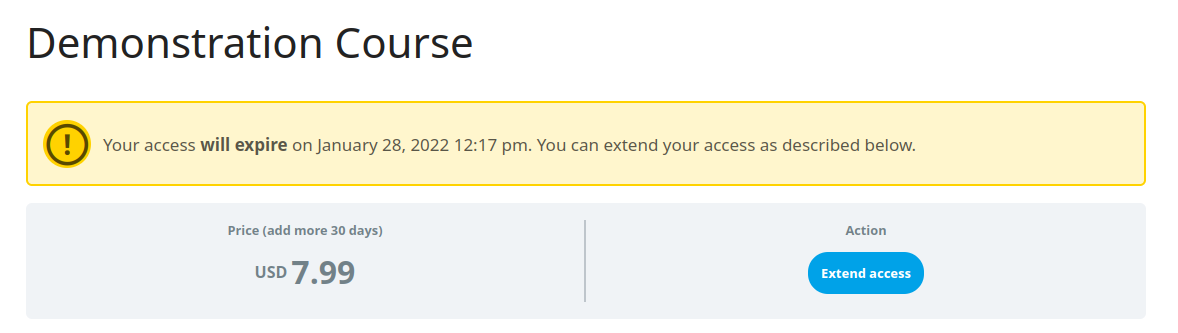 Demonstration Course
! Your access will expire on January 28, 2022 12:17 pm. You can extend your access as described below.
Price (add more 30 days)
USD 7.99
Action
Extend access